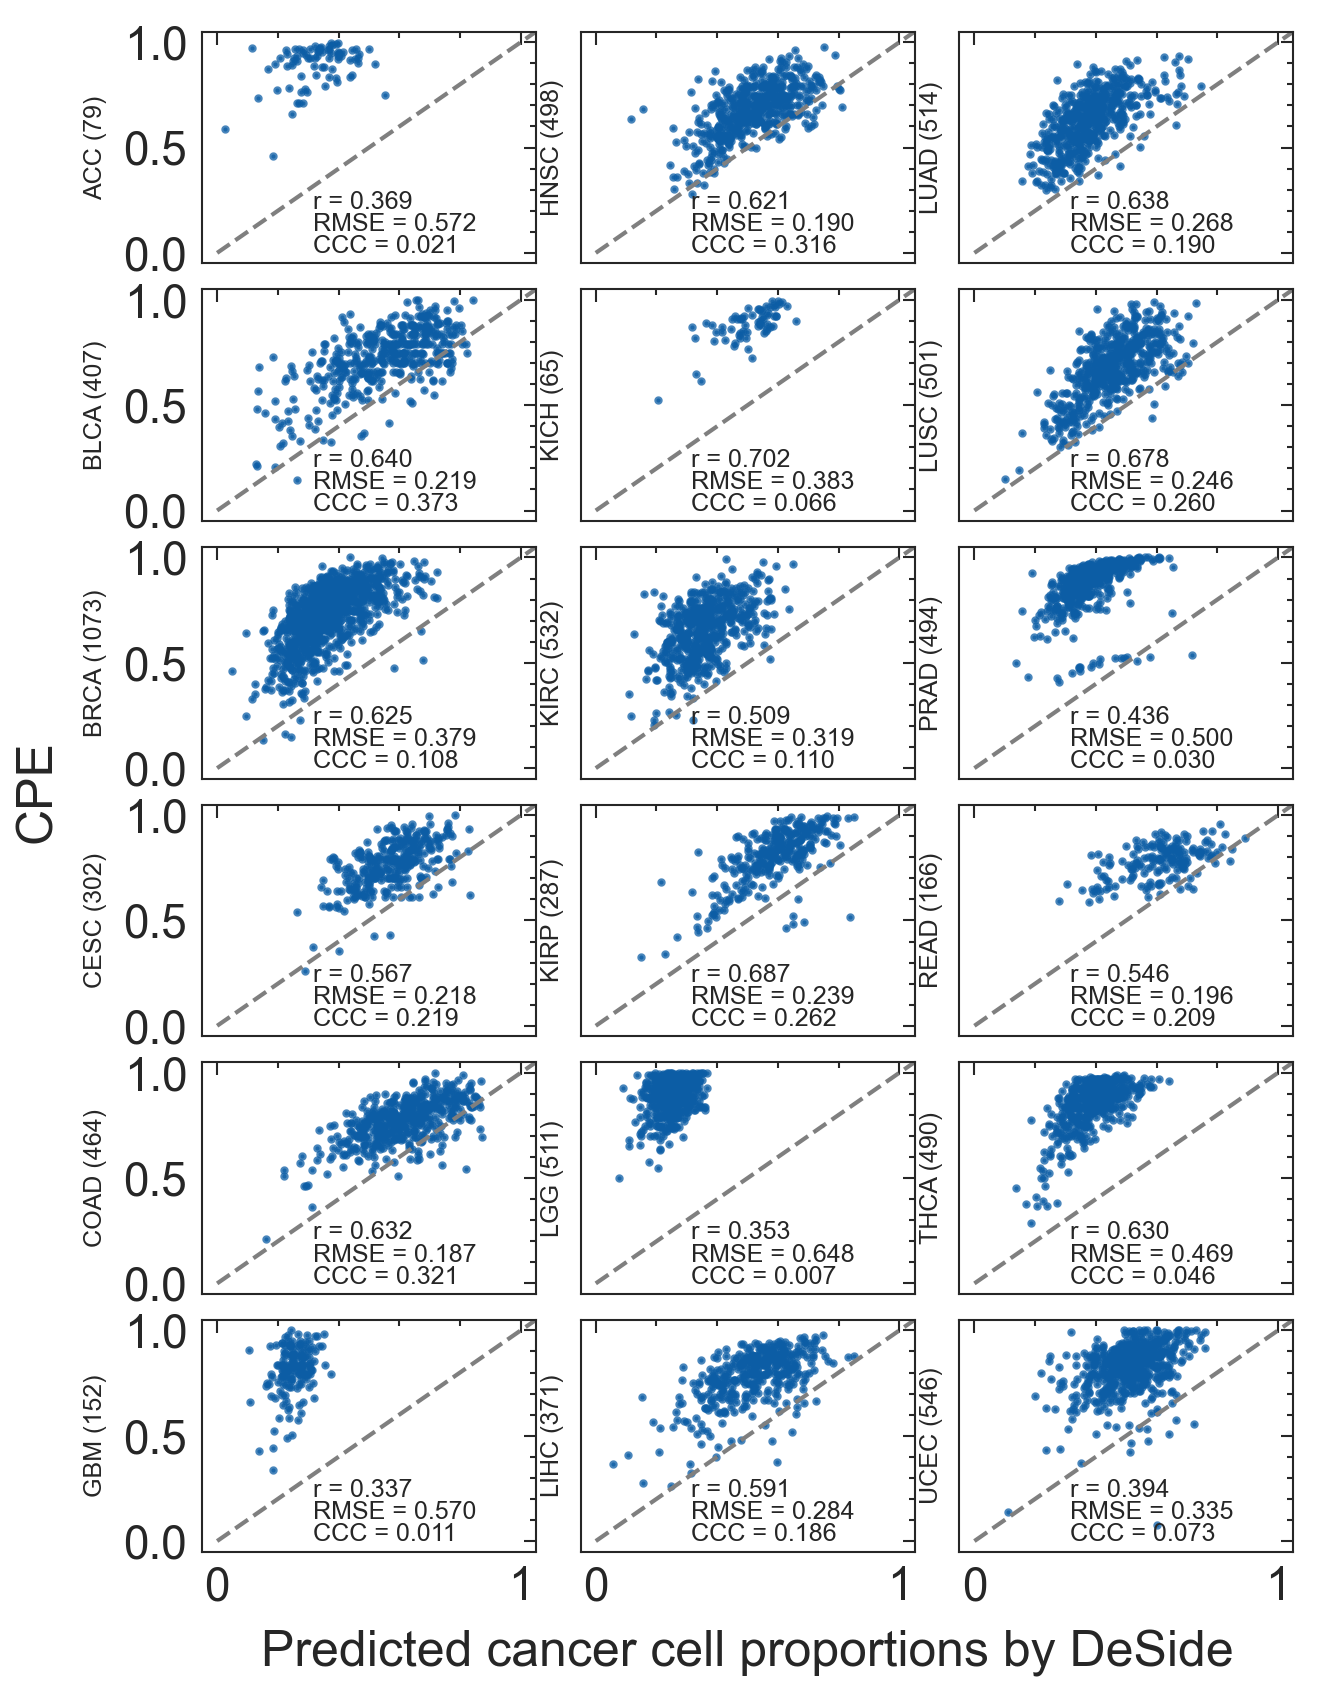 CPE
1.0
0.5
0.0
ACC (79)
r = 0.369
RMSE = 0.572
CCC = 0.021
HNSC (498)
r = 0.621
RMSE = 0.190
CCC = 0.316
LUAD (514)
r = 0.638
RMSE = 0.268
CCC = 0.190
1.0
0.5
0.0
BLCA (407)
r = 0.640
RMSE = 0.219
CCC = 0.373
KICH (65)
r = 0.702
RMSE = 0.383
CCC = 0.066
LUSC (501)
r = 0.678
RMSE = 0.246
CCC = 0.260
1.0
0.5
0.0
BRCA (1073)
r = 0.625
RMSE = 0.379
CCC = 0.108
KIRC (532)
r = 0.509
RMSE = 0.319
CCC = 0.110
PRAD (494)
r = 0.436
RMSE = 0.500
CCC = 0.030
1.0
0.5
0.0
CESC (302)
r = 0.567
RMSE = 0.218
CCC = 0.219
KIRP (287)
r = 0.687
RMSE = 0.239
CCC = 0.262
READ (166)
r = 0.546
RMSE = 0.196
CCC = 0.209
1.0
0.5
0.0
COAD (464)
r = 0.632
RMSE = 0.187
CCC = 0.321
LGG (511)
r = 0.353
RMSE = 0.648
CCC = 0.007
THCA (490)
r = 0.630
RMSE = 0.469
CCC = 0.046
1.0
0.5
0.0
GBM (152)
r = 0.337
RMSE = 0.570
CCC = 0.011
LIHC (371)
r = 0.591
RMSE = 0.284
CCC = 0.186
UCEC (546)
r = 0.394
RMSE = 0.335
CCC = 0.073
0 1 0 1 0 1
Predicted cancer cell proportions by DeSide